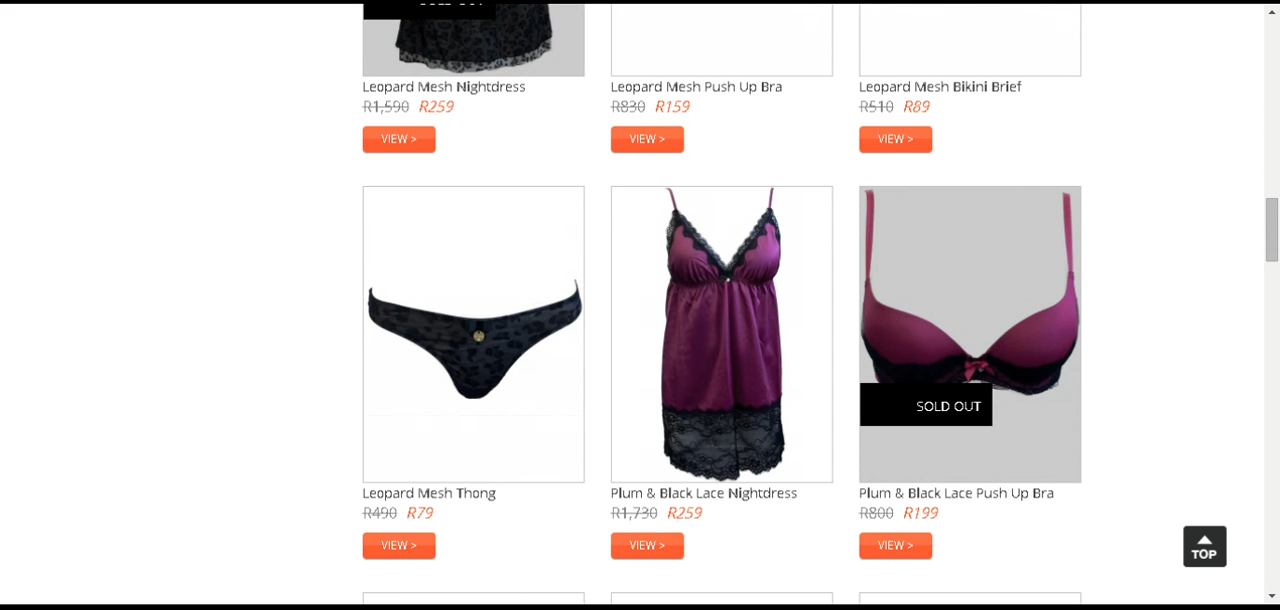 SOLD OUT
Leopard Mesh Nightdress
R1,590 R259
VIEW >
Leopard Mesh Push Up Bra
R830 R159
VIEW >
Leopard Mesh Bikini Brief
R510 R89
VIEW >
SOLD OUT
Leopard Mesh Thong
R490 R79
VIEW >
Plum & Black Lace Nightdress
R1,730 R259
VIEW >
Plum & Black Lace Push Up Bra
R800 R199
VIEW >
TOP